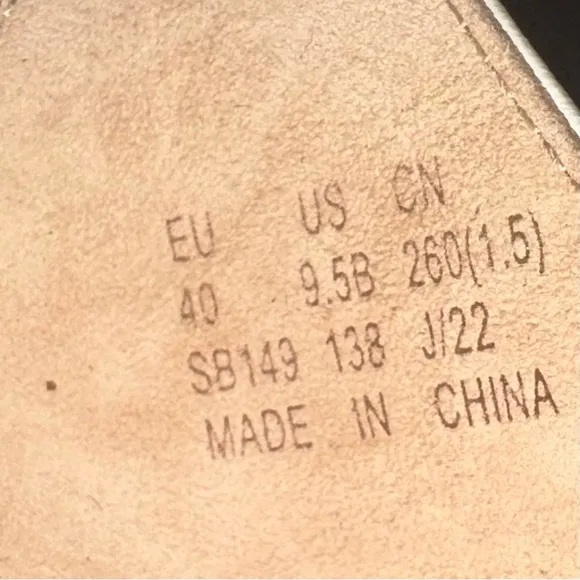 EU US CN
40 9.5B 260(1.5)
SB149 138 J/22
MADE IN CHINA